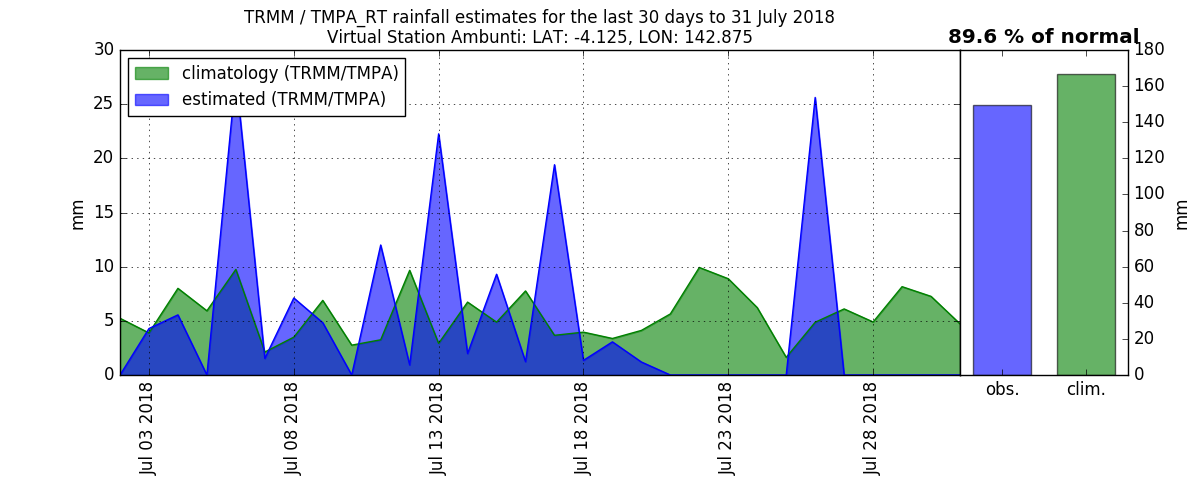 TRMM / TMPA_RT rainfall estimates for the last 30 days to 31 July 2018
Virtual Station Ambunti: LAT: -4.125, LON: 142.875
89.6 % of normal
climatology (TRMM/TMPA)
estimated (TRMM/TMPA)
30
25
20
15
10
5
0
mm
Jul 03 2018
Jul 08 2018
Jul 13 2018
Jul 18 2018
Jul 23 2018
Jul 28 2018
180
160
140
120
100
80
60
40
20
0
mm
obs.
clim.